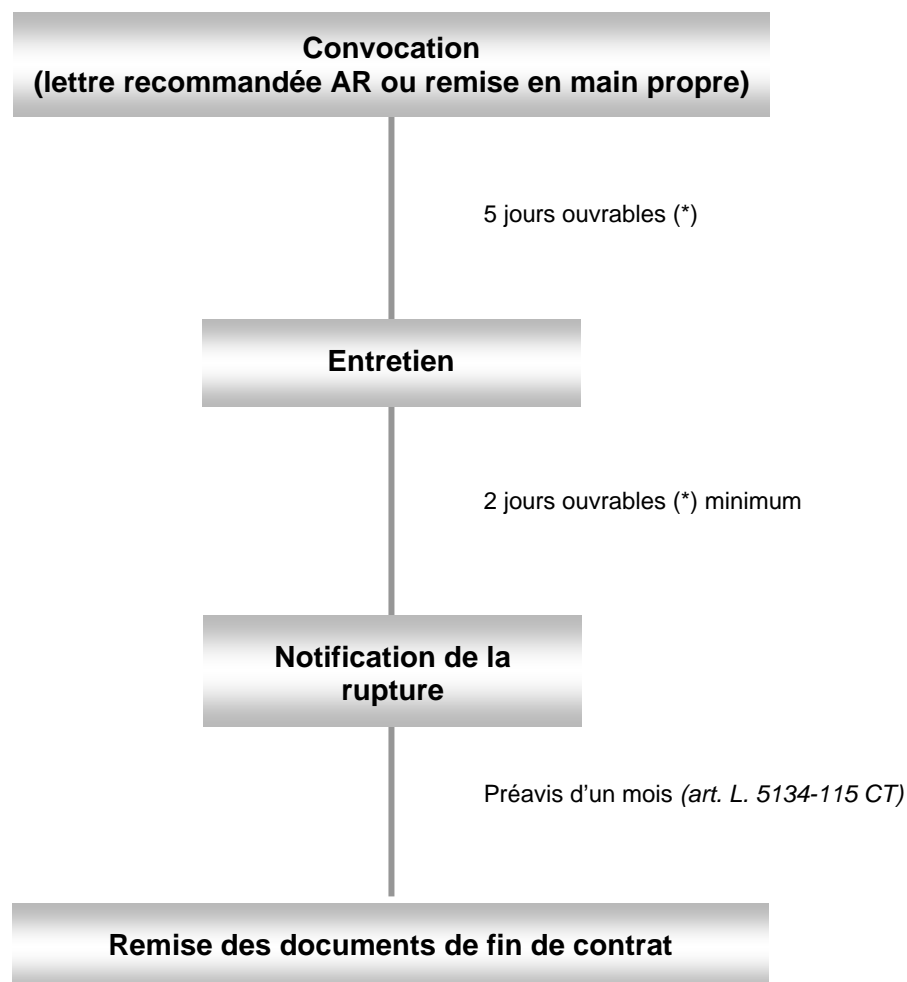 Convocation
(lettre recommandée AR ou remise en main propre)
5 jours ouvrables (*)
Entretien
2 jours ouvrables (*) minimum
Notification de la
rupture
Préavis d’un mois (art. L. 5134-115 CT)
Remise des documents de fin de contrat